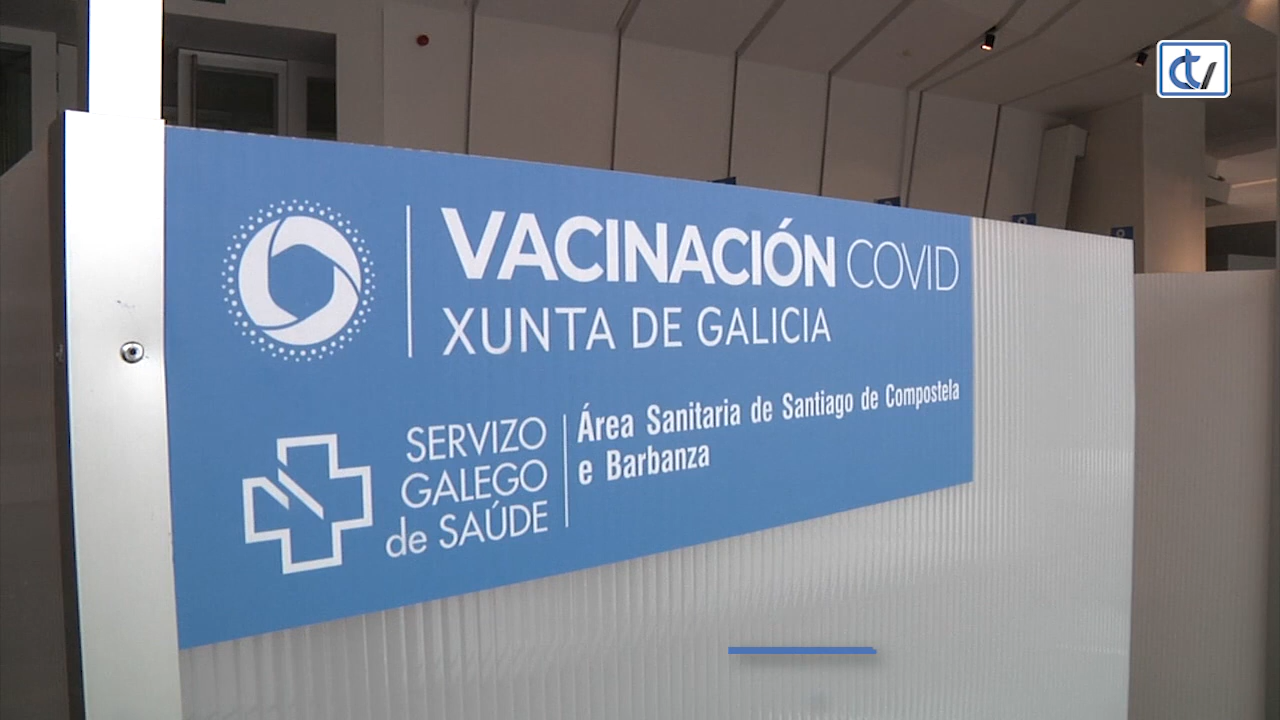 VACINACIÓN COVID
XUNTA DE GALICIA
SERVIZO
GALEGO
de SAÚDE
Área Sanitaria de Santiago de Compostela
e Barbanza